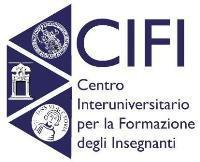 CIFI
Centro
Interuniversitario
per la Formazione
degli Insegnanti